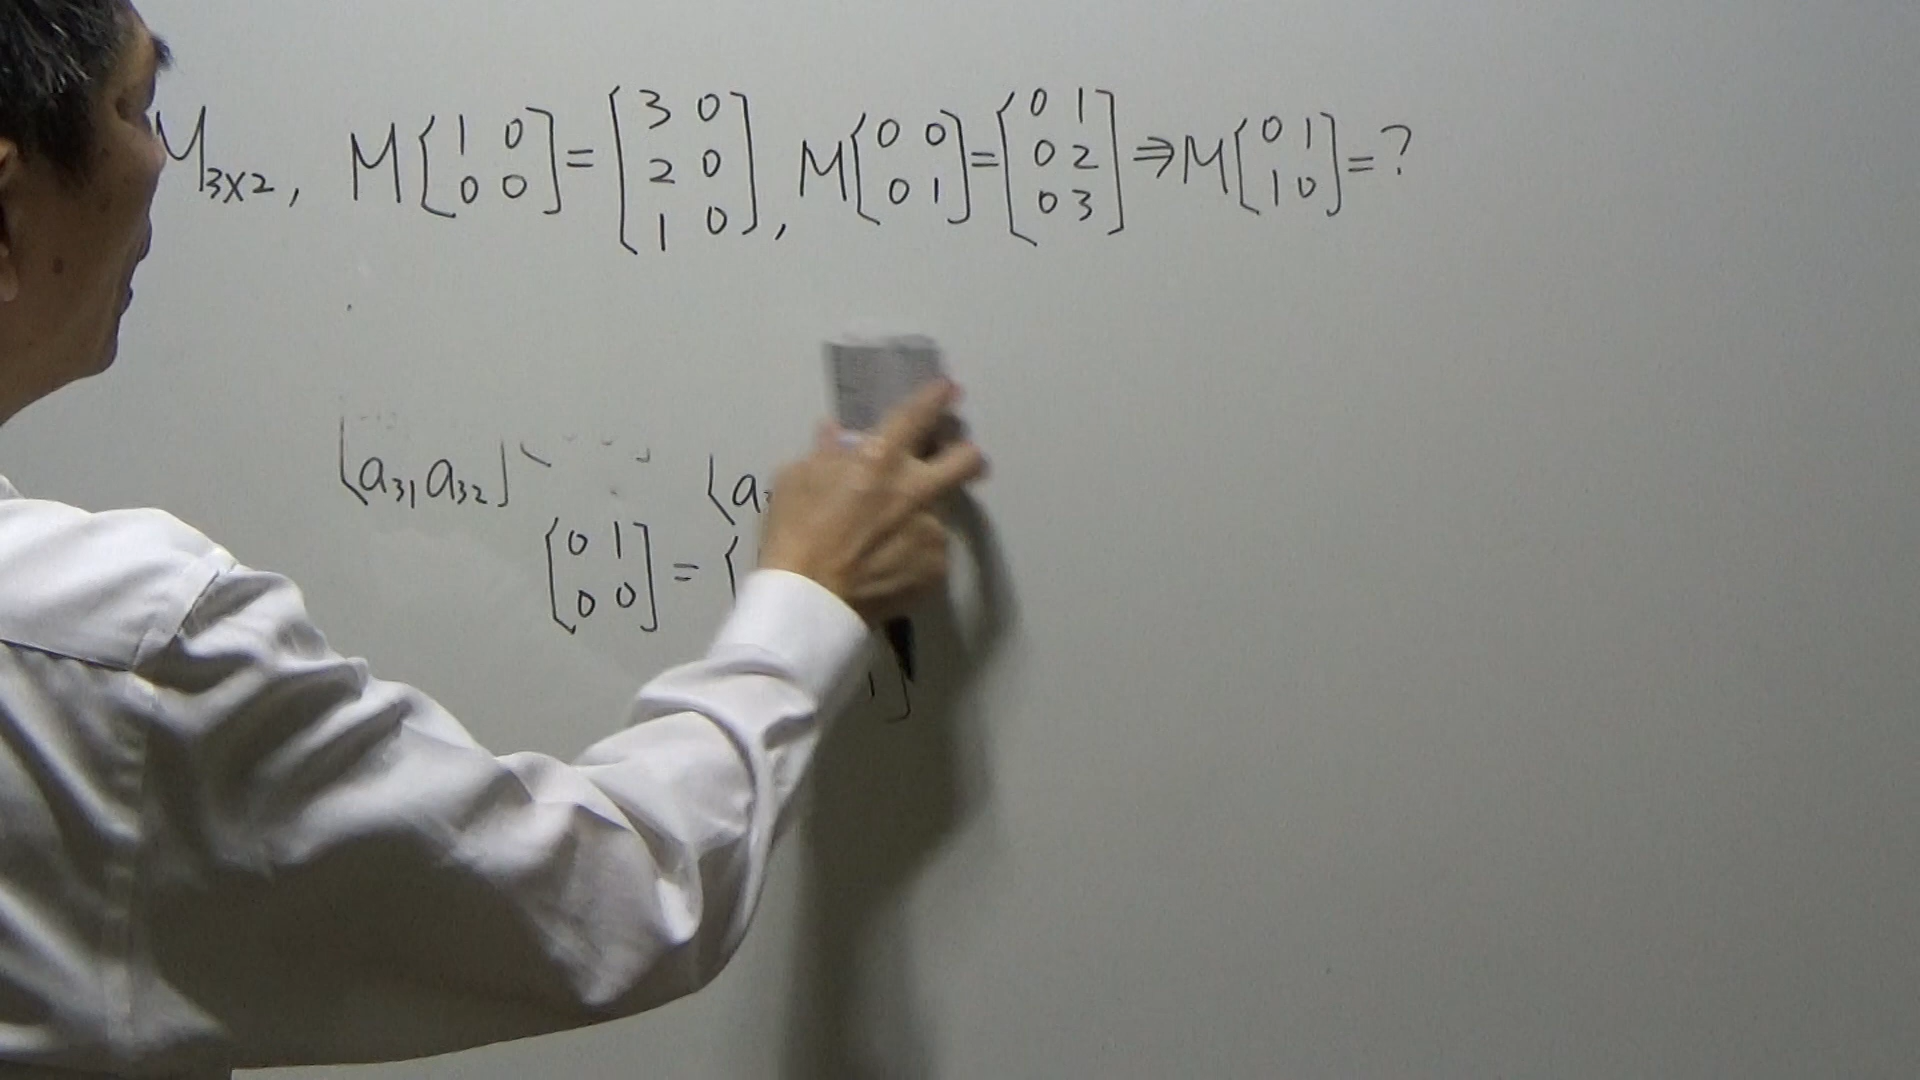 M₃ₓ₂, M[1 0; 0 0] = [3 0; 2 0; 1 0], M[0 0; 0 1] = [0 1; 0 2; 0 3] ⇒ M[0 1; 1 0] = ?
[a₃₁ a₃₂] [a
[0 1; 0 0] = [
1]